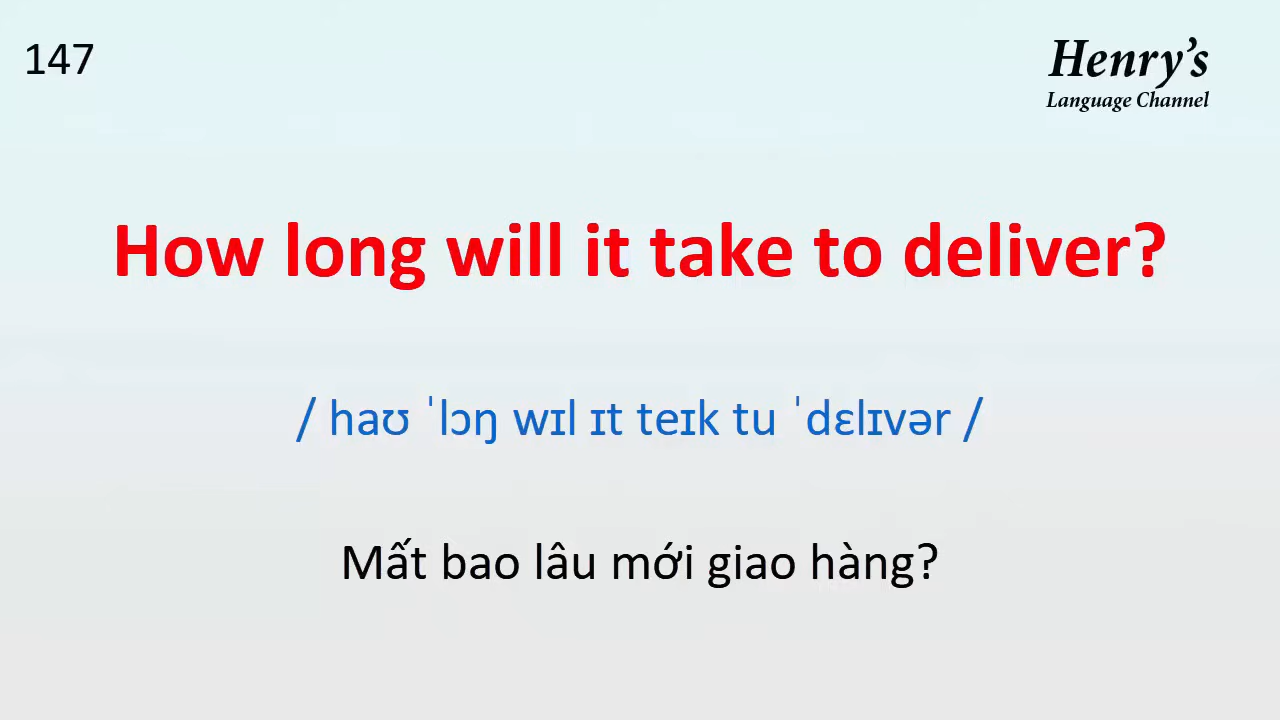 147
Henry's
Language Channel
How long will it take to deliver?
/ haʊ ˈlɔŋ wɪl ɪt teɪk tu ˈdɛlɪvər /
Mất bao lâu mới giao hàng?